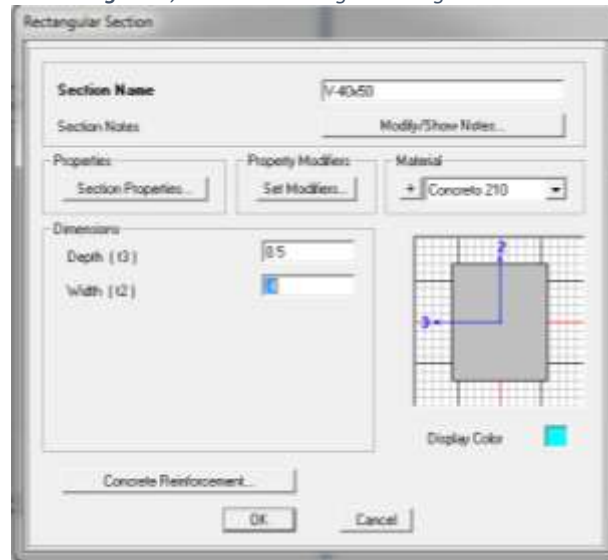 Rectangular Section
Section Name V-40x50
Section Notes Modify/Show Notes...
Properties Property Modifiers Material
Section Properties... Set Modifiers... + Concreto 210
Dimensions
Depth ( t3 ) 0.5
Width ( t2 )
2
3
Display Color
Concrete Reinforcement...
OK Cancel